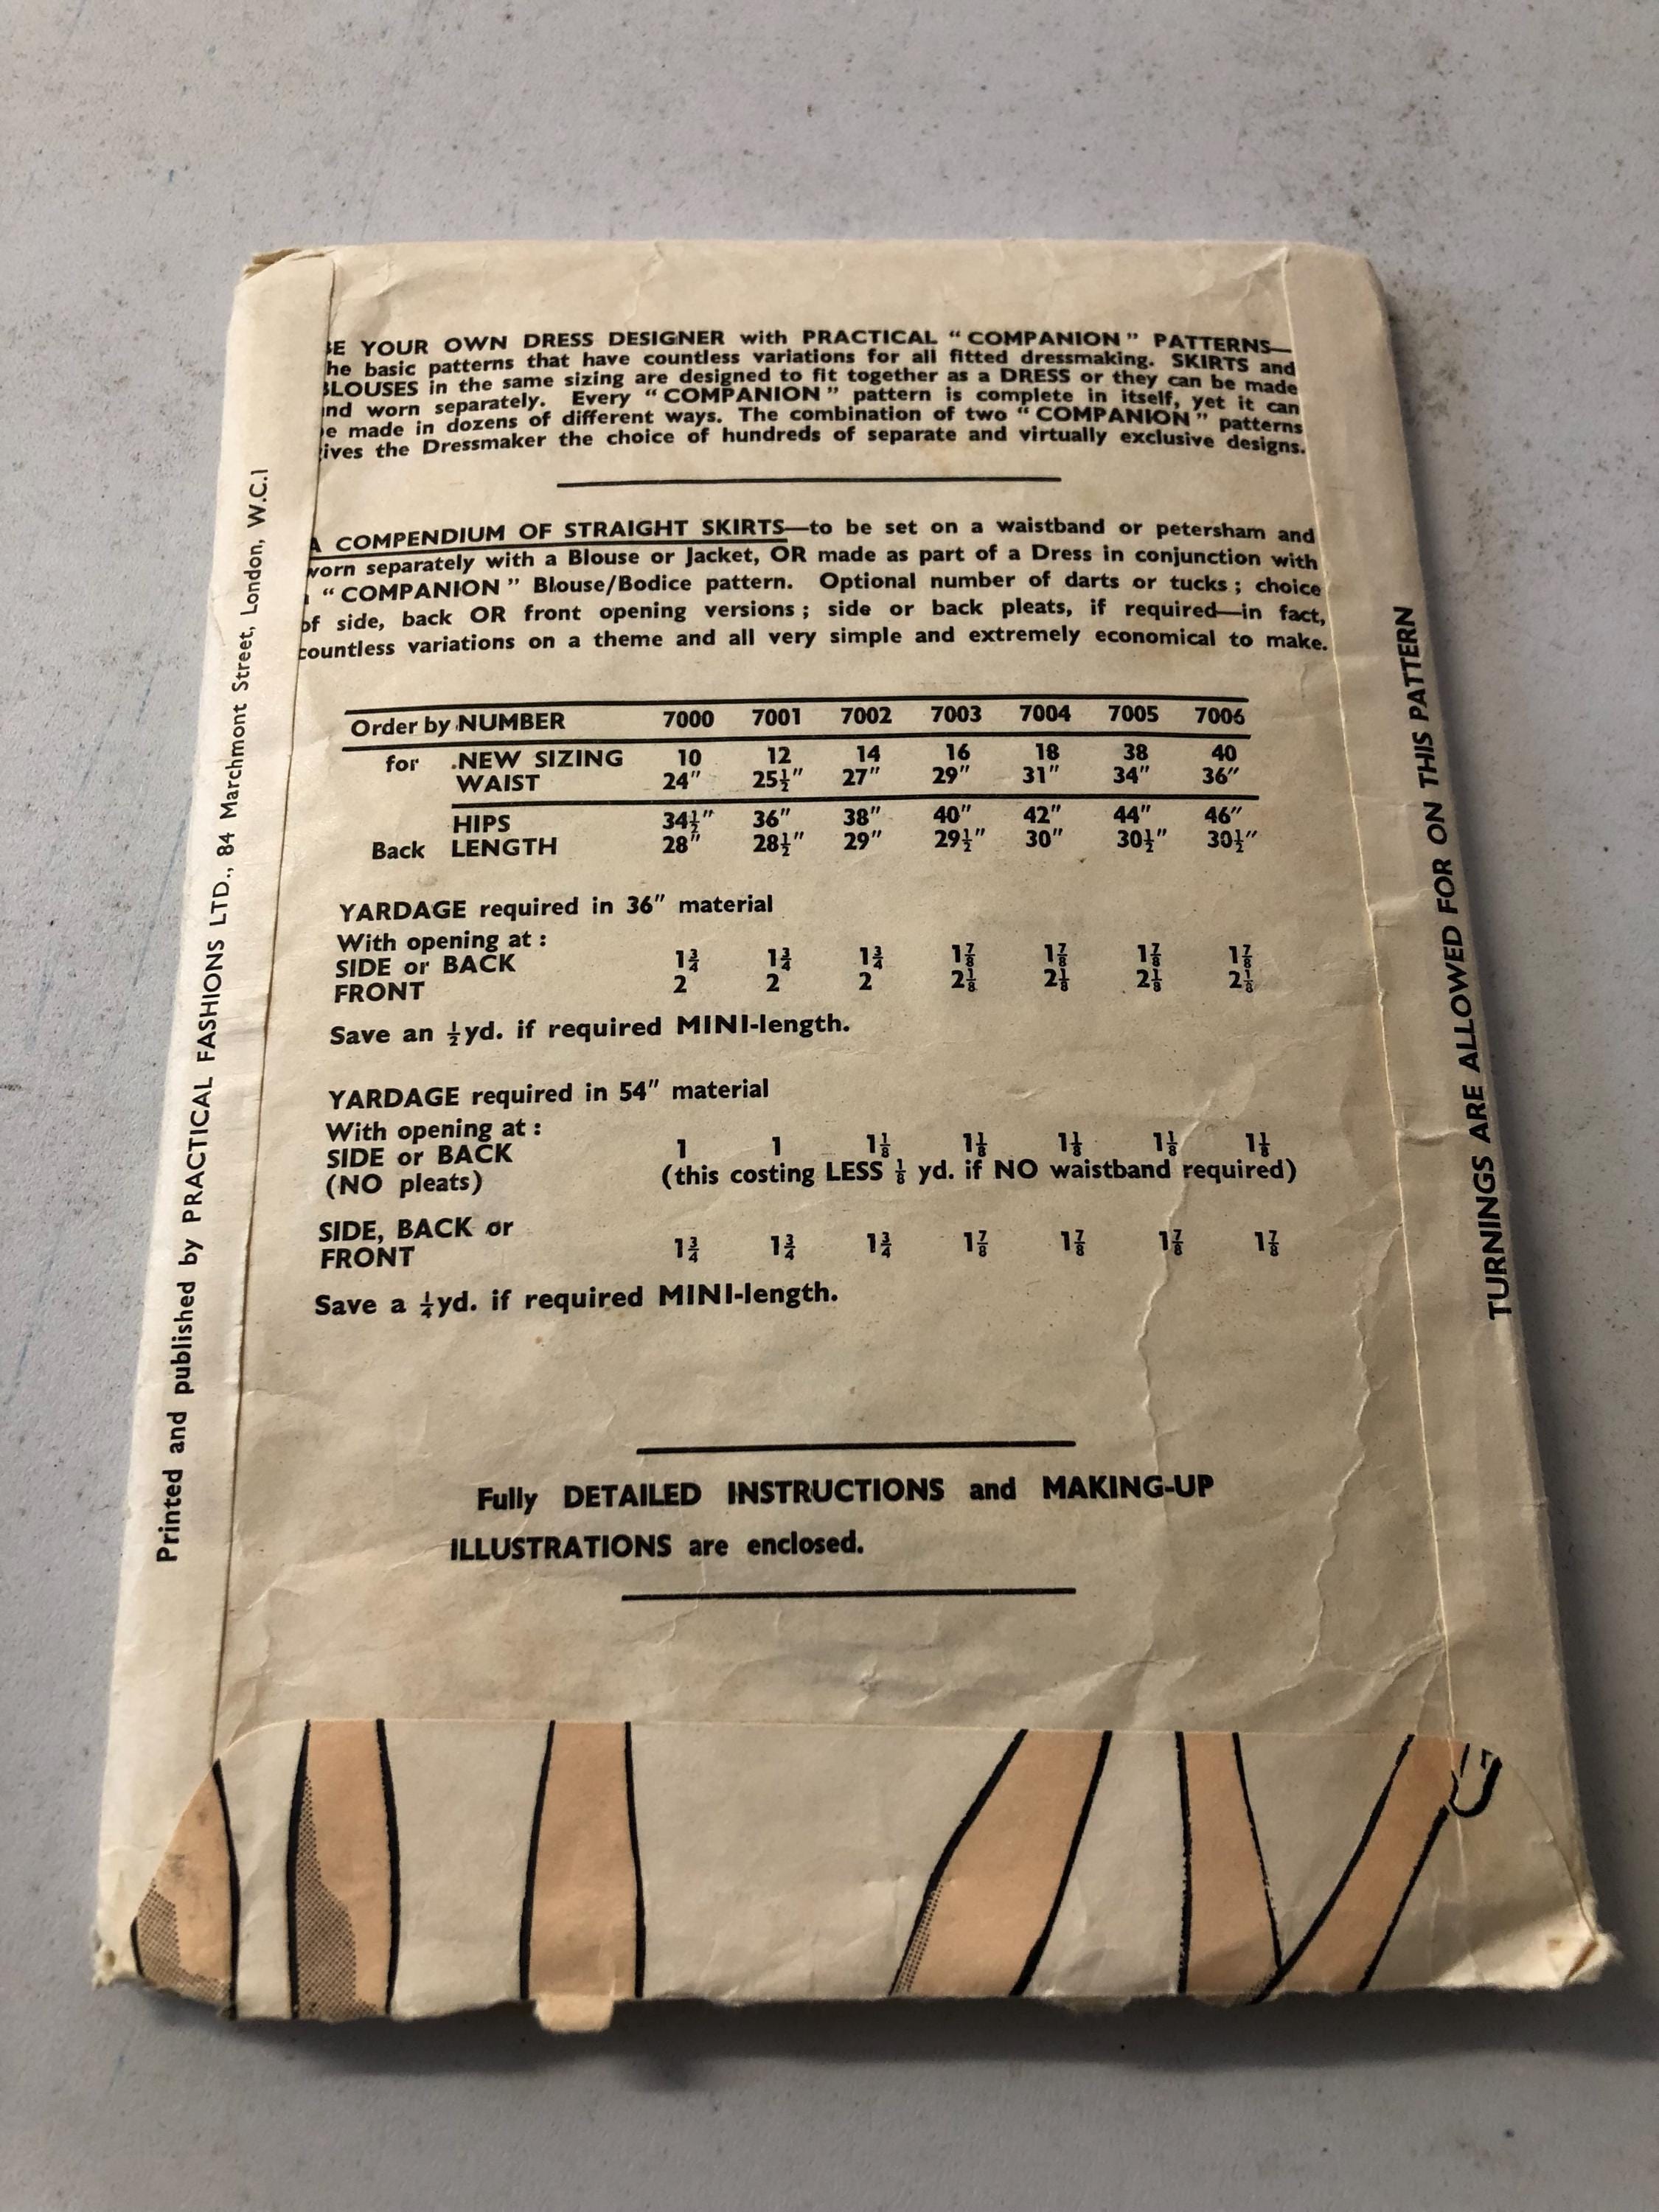 BE YOUR OWN DRESS DESIGNER with PRACTICAL “COMPANION” PATTERNS—
he basic patterns that have countless variations for all fitted dressmaking. SKIRTS and
BLOUSES in the same sizing are designed to fit together as a DRESS or they can be made
and worn separately. Every “COMPANION” pattern is complete in itself, yet it can
be made in dozens of different ways. The combination of two “COMPANION” patterns
gives the Dressmaker the choice of hundreds of separate and virtually exclusive designs.
A COMPENDIUM OF STRAIGHT SKIRTS—to be set on a waistband or petersham and
worn separately with a Blouse or Jacket, OR made as part of a Dress in conjunction with
“COMPANION” Blouse/Bodice pattern. Optional number of darts or tucks; choice
of side, back OR front opening versions; side or back pleats, if required—in fact,
countless variations on a theme and all very simple and extremely economical to make.
Order by NUMBER 7000 7001 7002 7003 7004 7005 7006
for NEW SIZING 10 12 14 16 18 38 40
WAIST 24” 25½” 27” 29” 31” 34” 36”
HIPS 34½” 36” 38” 40” 42” 44” 46”
Back LENGTH 28” 28½” 29” 29½” 30” 30½” 30½”
YARDAGE required in 36” material
With opening at:
SIDE or BACK 1¾ 1¾ 1¾ 1⅞ 1⅞ 1⅞ 1⅞
FRONT 2 2 2 2⅛ 2⅛ 2⅛ 2⅛
Save an ½yd. if required MINI-length.
YARDAGE required in 54” material
With opening at:
SIDE or BACK 1 1 1⅛ 1⅛ 1⅛ 1⅛ 1⅛
(NO pleats) (this costing LESS ⅛ yd. if NO waistband required)
SIDE, BACK or
FRONT 1¾ 1¾ 1¾ 1⅞ 1⅞ 1⅞ 1⅞
Save a ¼yd. if required MINI-length.
Fully DETAILED INSTRUCTIONS and MAKING-UP
ILLUSTRATIONS are enclosed.
Printed and published by PRACTICAL FASHIONS LTD., 84 Marchmont Street, London, W.C.1
TURNINGS ARE ALLOWED FOR ON THIS PATTERN